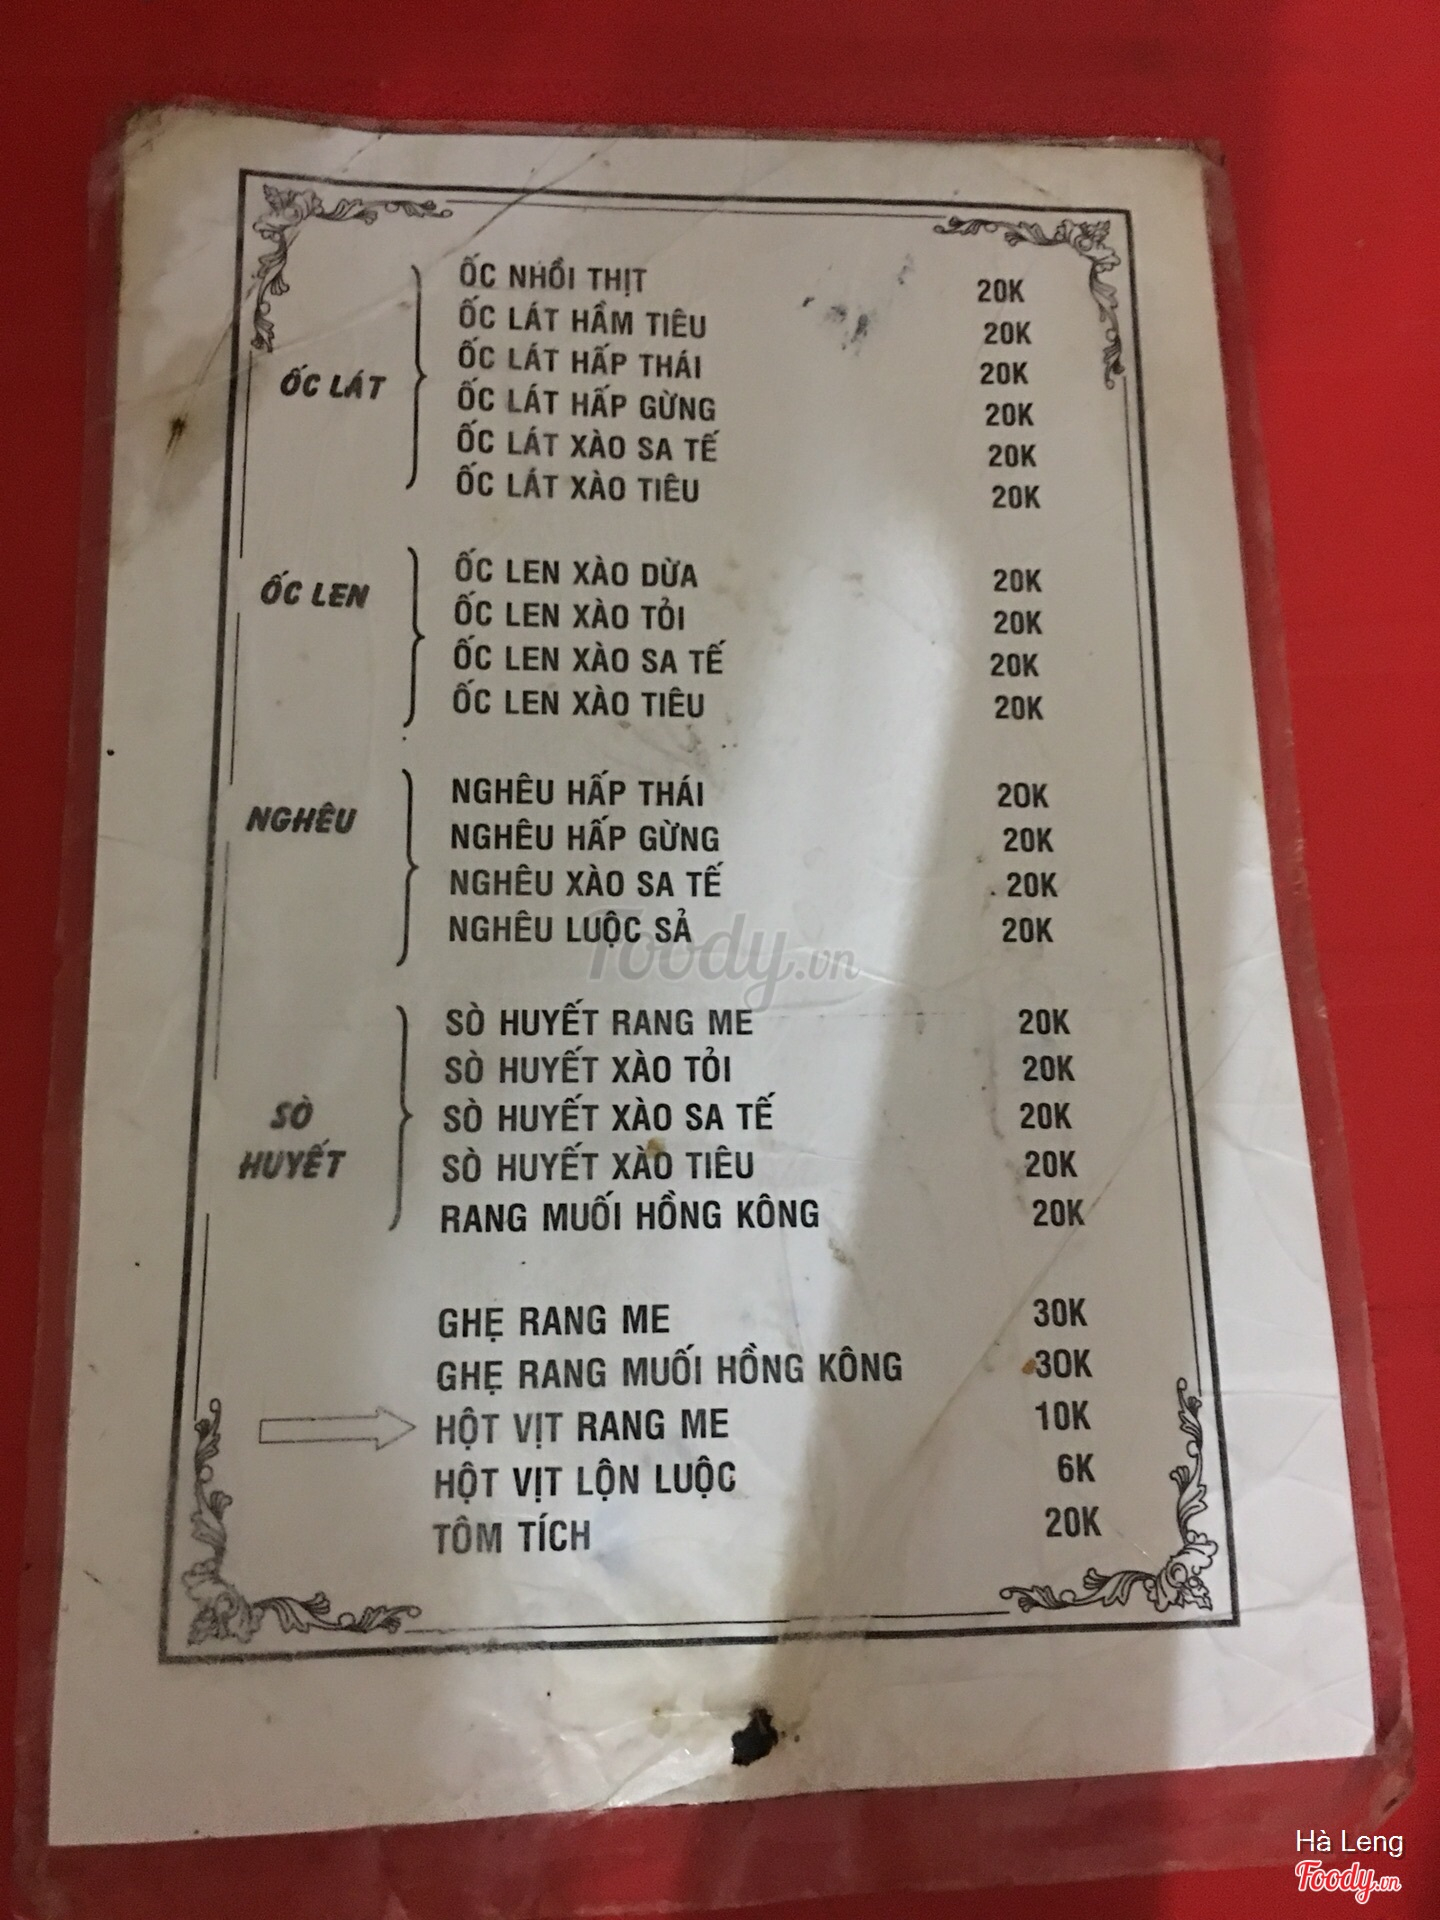 ỐC LÁT
ỐC NHỒI THỊT 20K
ỐC LÁT HẦM TIÊU 20K
ỐC LÁT HẤP THÁI 20K
ỐC LÁT HẤP GỪNG 20K
ỐC LÁT XÀO SA TẾ 20K
ỐC LÁT XÀO TIÊU 20K
ỐC LEN
ỐC LEN XÀO DỪA 20K
ỐC LEN XÀO TỎI 20K
ỐC LEN XÀO SA TẾ 20K
ỐC LEN XÀO TIÊU 20K
NGHÊU
NGHÊU HẤP THÁI 20K
NGHÊU HẤP GỪNG 20K
NGHÊU XÀO SA TẾ 20K
NGHÊU LUỘC SẢ 20K
Foody.vn
SÒ
HUYẾT
SÒ HUYẾT RANG ME 20K
SÒ HUYẾT XÀO TỎI 20K
SÒ HUYẾT XÀO SA TẾ 20K
SÒ HUYẾT XÀO TIÊU 20K
RANG MUỐI HỒNG KÔNG 20K
GHẸ RANG ME 30K
GHẸ RANG MUỐI HỒNG KÔNG 30K
HỘT VỊT RANG ME 10K
HỘT VỊT LỘN LUỘC 6K
TÔM TÍCH 20K
Hà Leng
Foody.vn